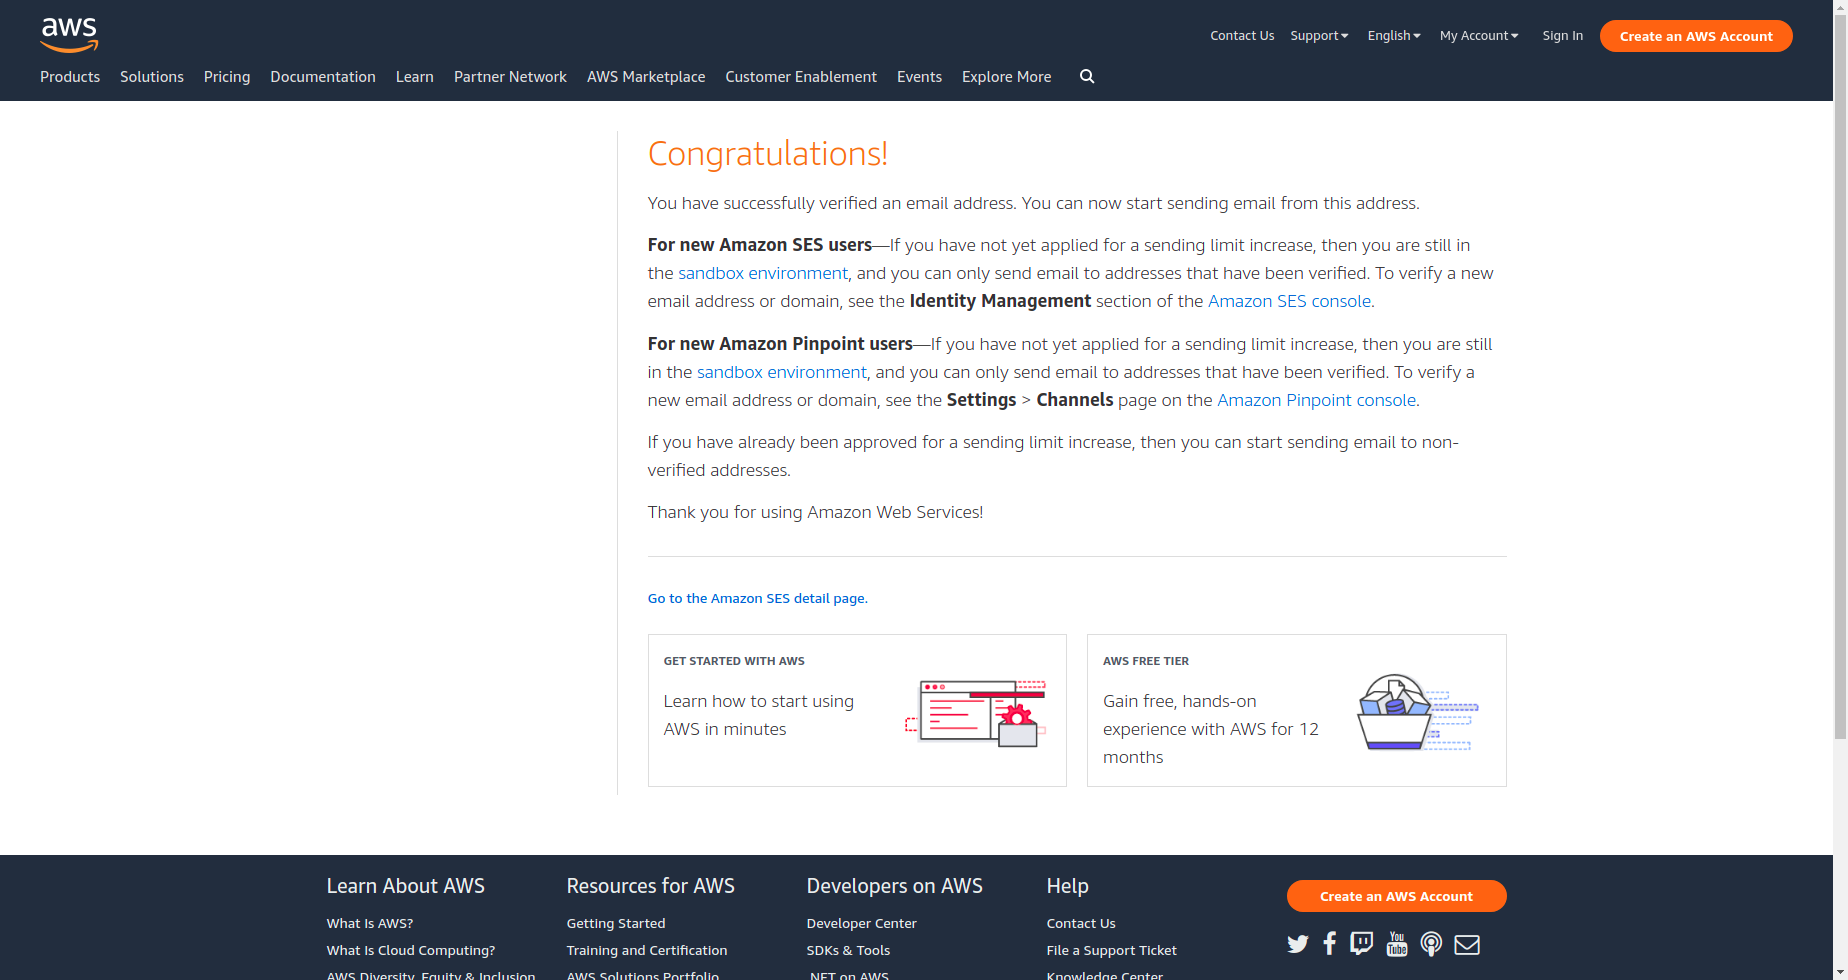 aws
Contact Us Support English My Account Sign In Create an AWS Account
Products Solutions Pricing Documentation Learn Partner Network AWS Marketplace Customer Enablement Events Explore More
Congratulations!
You have successfully verified an email address. You can now start sending email from this address.
For new Amazon SES users—If you have not yet applied for a sending limit increase, then you are still in
the sandbox environment, and you can only send email to addresses that have been verified. To verify a new
email address or domain, see the Identity Management section of the Amazon SES console.
For new Amazon Pinpoint users—If you have not yet applied for a sending limit increase, then you are still
in the sandbox environment, and you can only send email to addresses that have been verified. To verify a
new email address or domain, see the Settings > Channels page on the Amazon Pinpoint console.
If you have already been approved for a sending limit increase, then you can start sending email to non-
verified addresses.
Thank you for using Amazon Web Services!
Go to the Amazon SES detail page.
GET STARTED WITH AWS
Learn how to start using
AWS in minutes
AWS FREE TIER
Gain free, hands-on
experience with AWS for 12
months
Learn About AWS
What Is AWS?
What Is Cloud Computing?
AWS Diversity, Equity & Inclusion
Resources for AWS
Getting Started
Training and Certification
AWS Solutions Portfolio
Developers on AWS
Developer Center
SDKs & Tools
.NET on AWS
Help
Contact Us
File a Support Ticket
Knowledge Center
Create an AWS Account
You
Tube